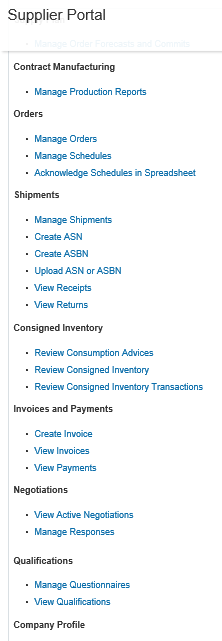 Supplier Portal
Manage Order Forecasts and Commits
Contract Manufacturing
Manage Production Reports
Orders
Manage Orders
Manage Schedules
Acknowledge Schedules in Spreadsheet
Shipments
Manage Shipments
Create ASN
Create ASBN
Upload ASN or ASBN
View Receipts
View Returns
Consigned Inventory
Review Consumption Advices
Review Consigned Inventory
Review Consigned Inventory Transactions
Invoices and Payments
Create Invoice
View Invoices
View Payments
Negotiations
View Active Negotiations
Manage Responses
Qualifications
Manage Questionnaires
View Qualifications
Company Profile